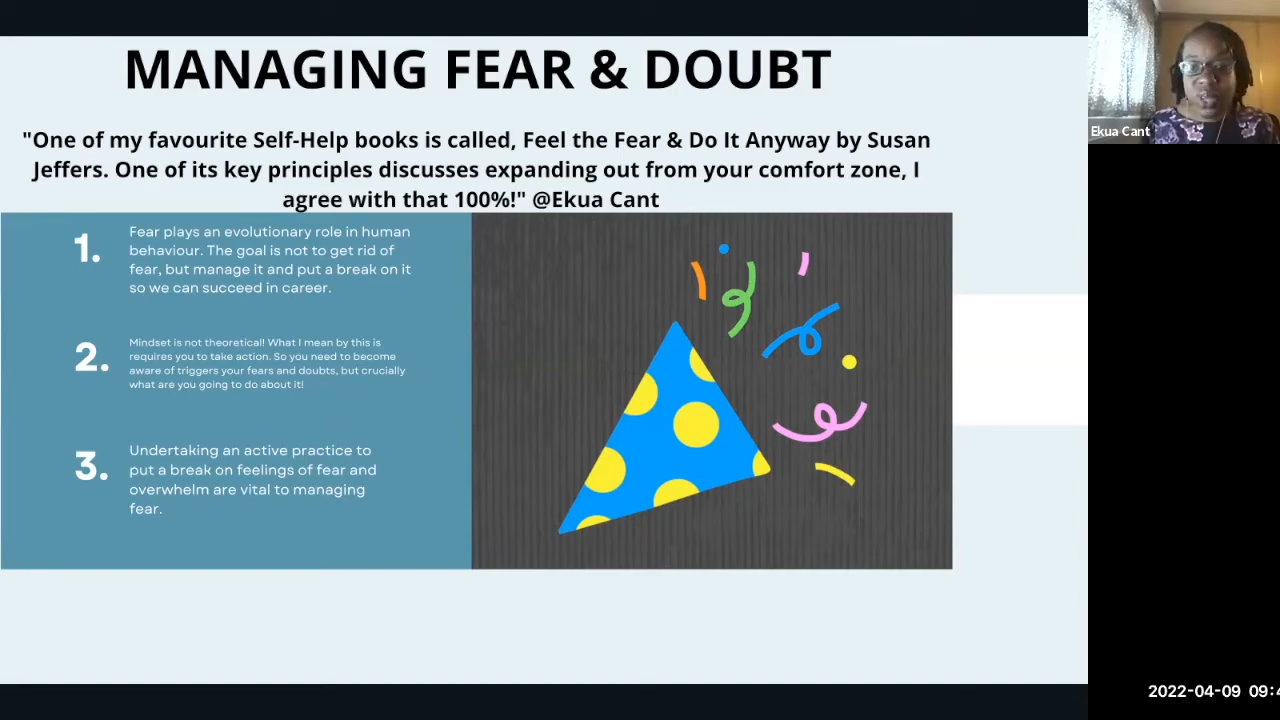 MANAGING FEAR & DOUBT
"One of my favourite Self-Help books is called, Feel the Fear & Do It Anyway by Susan
Jeffers. One of its key principles discusses expanding out from your comfort zone, I
agree with that 100%!" @Ekua Cant
1.
Fear plays an evolutionary role in human
behaviour. The goal is not to get rid of
fear, but manage it and put a break on it
so we can succeed in career.
2.
Mindset is not theoretical! What I mean by this is
requires you to take action. So you need to become
aware of triggers your fears and doubts, but crucially
what are you going to do about it!
3.
Undertaking an active practice to
put a break on feelings of fear and
overwhelm are vital to managing
fear.
Ekua Cant
2022-04-09 09:4